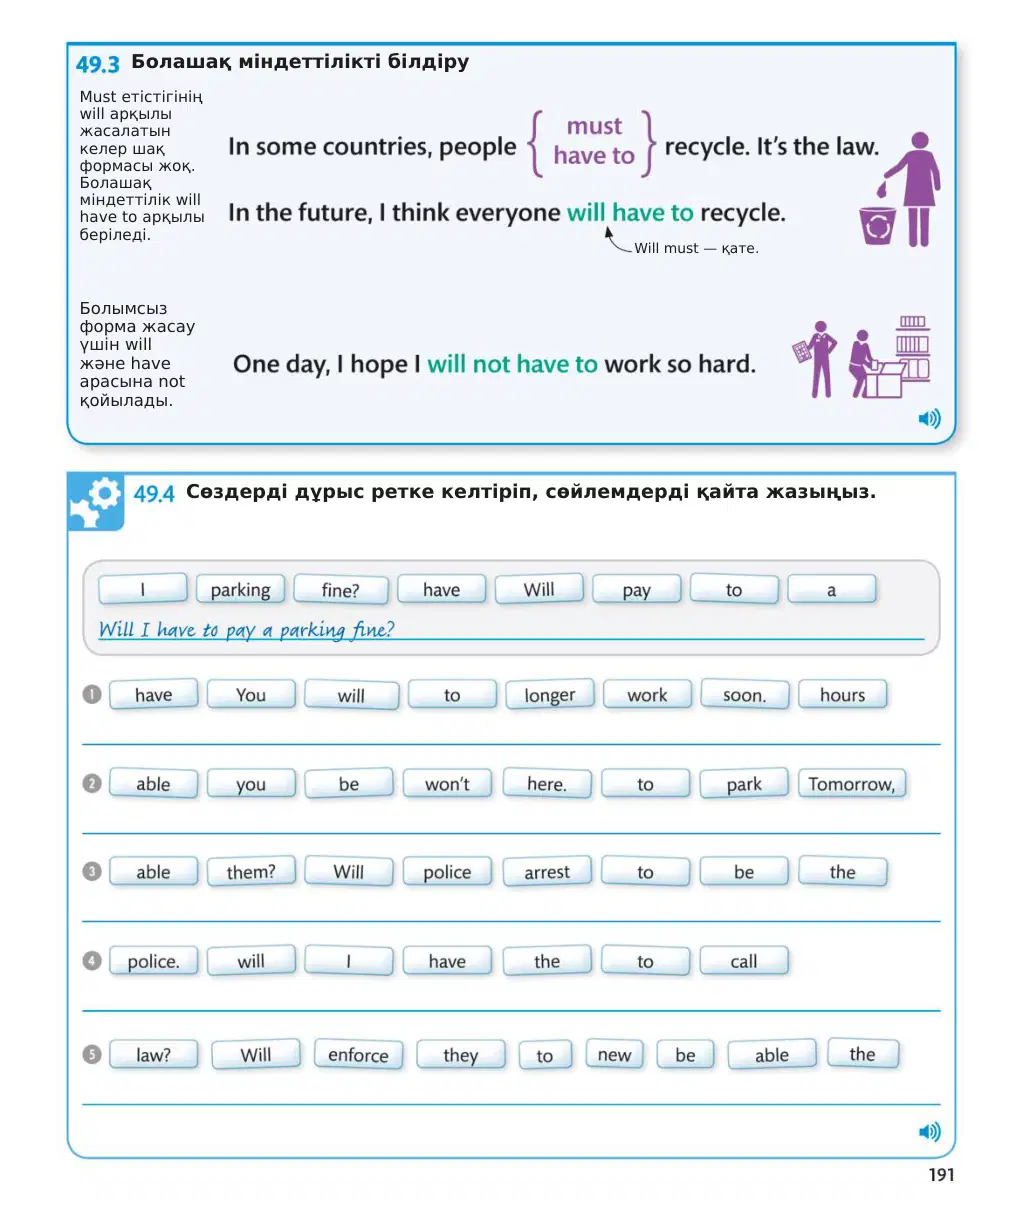 49.3 Болашақ міндеттілікті білдіру
Must етістігінің
will арқылы
жасалатын
келер шақ
формасы жоқ.
Болашақ
міндеттілік will
have to арқылы
беріледі.
In some countries, people { must have to } recycle. It's the law.
In the future, I think everyone will have to recycle.
Will must — қате.
Болымсыз
форма жасау
үшін will
және have
арасына not
қойылады.
One day, I hope I will not have to work so hard.
49.4 Сөздерді дұрыс ретке келтіріп, сөйлемдерді қайта жазыңыз.
I parking fine? have Will pay to a
Will I have to pay a parking fine?
1 have You will to longer work soon. hours
2 able you be won't here. to park Tomorrow,
3 able them? Will police arrest to be the
4 police. will I have the to call
5 law? Will enforce they to new be able the
191